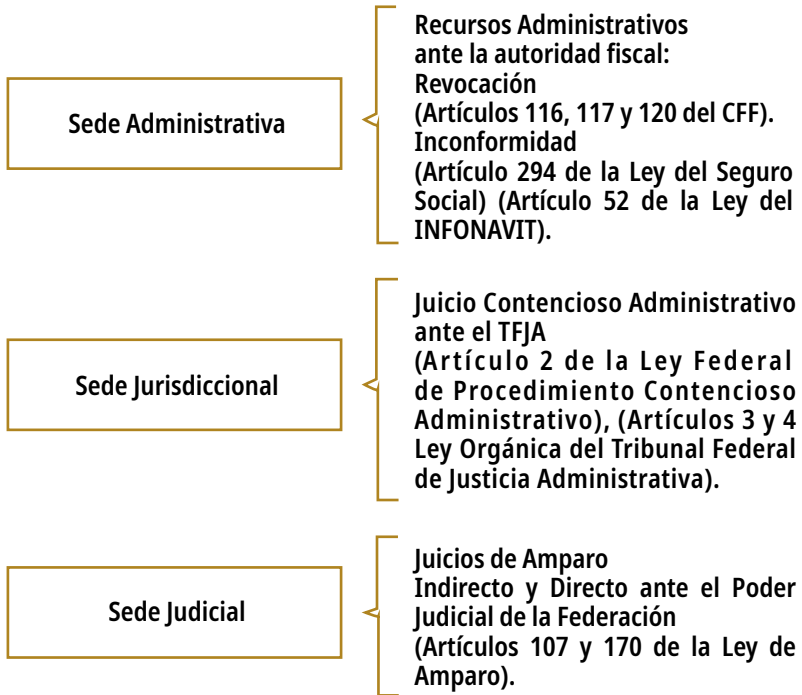 Sede Administrativa
Recursos Administrativos
ante la autoridad fiscal:
Revocación
(Artículos 116, 117 y 120 del CFF).
Inconformidad
(Artículo 294 de la Ley del Seguro
Social) (Artículo 52 de la Ley del
INFONAVIT).
Sede Jurisdiccional
Juicio Contencioso Administrativo
ante el TFJA
(Artículo 2 de la Ley Federal
de Procedimiento Contencioso
Administrativo), (Artículos 3 y 4
Ley Orgánica del Tribunal Federal
de Justicia Administrativa).
Sede Judicial
Juicios de Amparo
Indirecto y Directo ante el Poder
Judicial de la Federación
(Artículos 107 y 170 de la Ley de
Amparo).